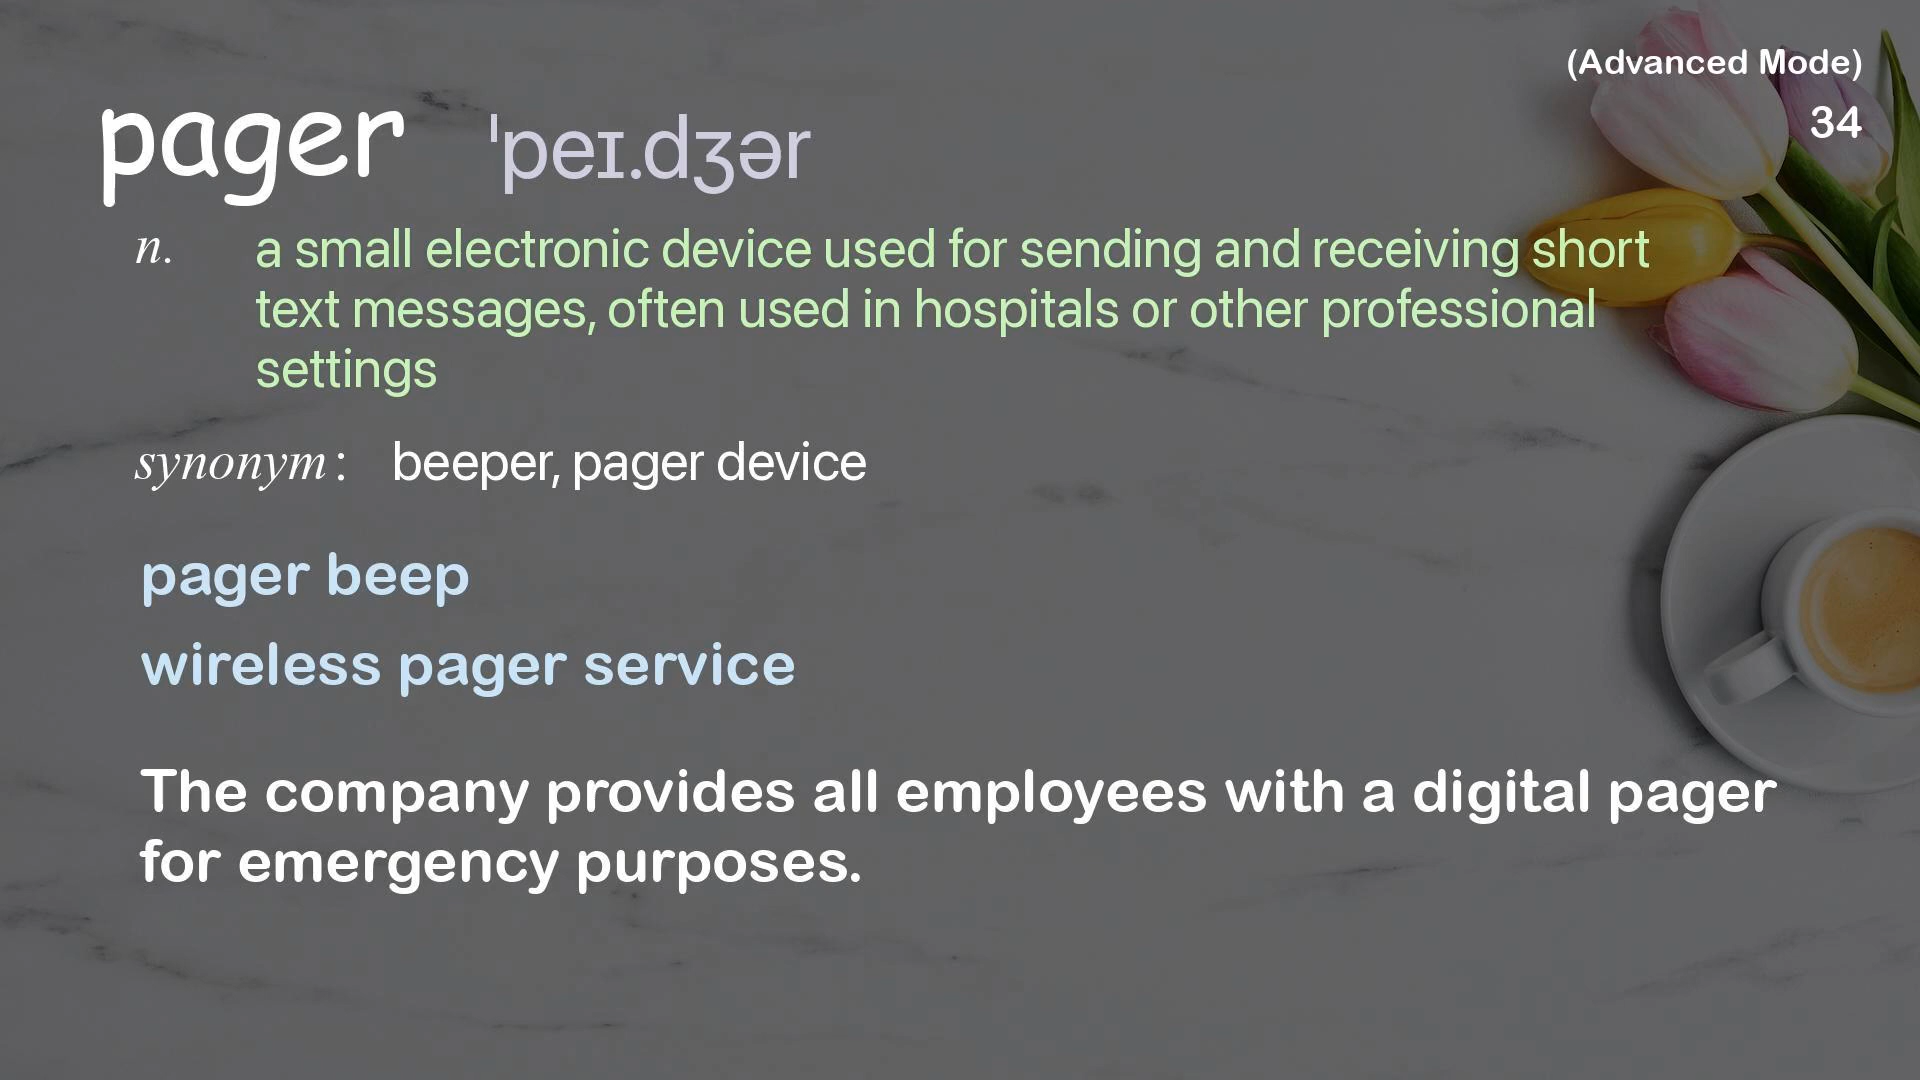 (Advanced Mode)
34
pager ˈpeɪ.dʒər
n. a small electronic device used for sending and receiving short
text messages, often used in hospitals or other professional
settings
synonym: beeper, pager device
pager beep
wireless pager service
The company provides all employees with a digital pager
for emergency purposes.